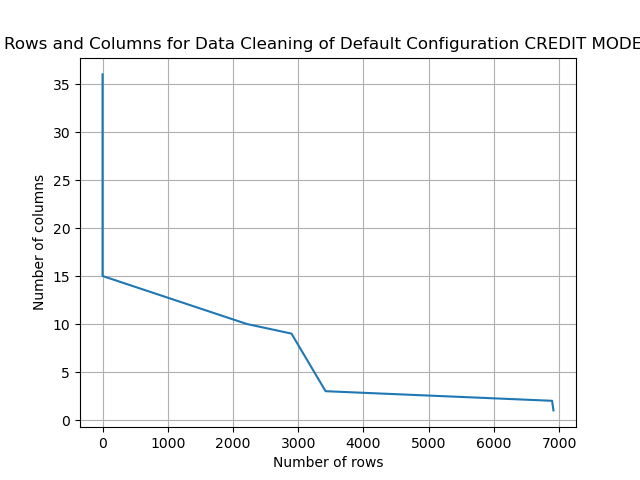 Rows and Columns for Data Cleaning of Default Configuration CREDIT MODE
35
30
25
20
15
10
5
0
Number of columns
0 1000 2000 3000 4000 5000 6000 7000
Number of rows